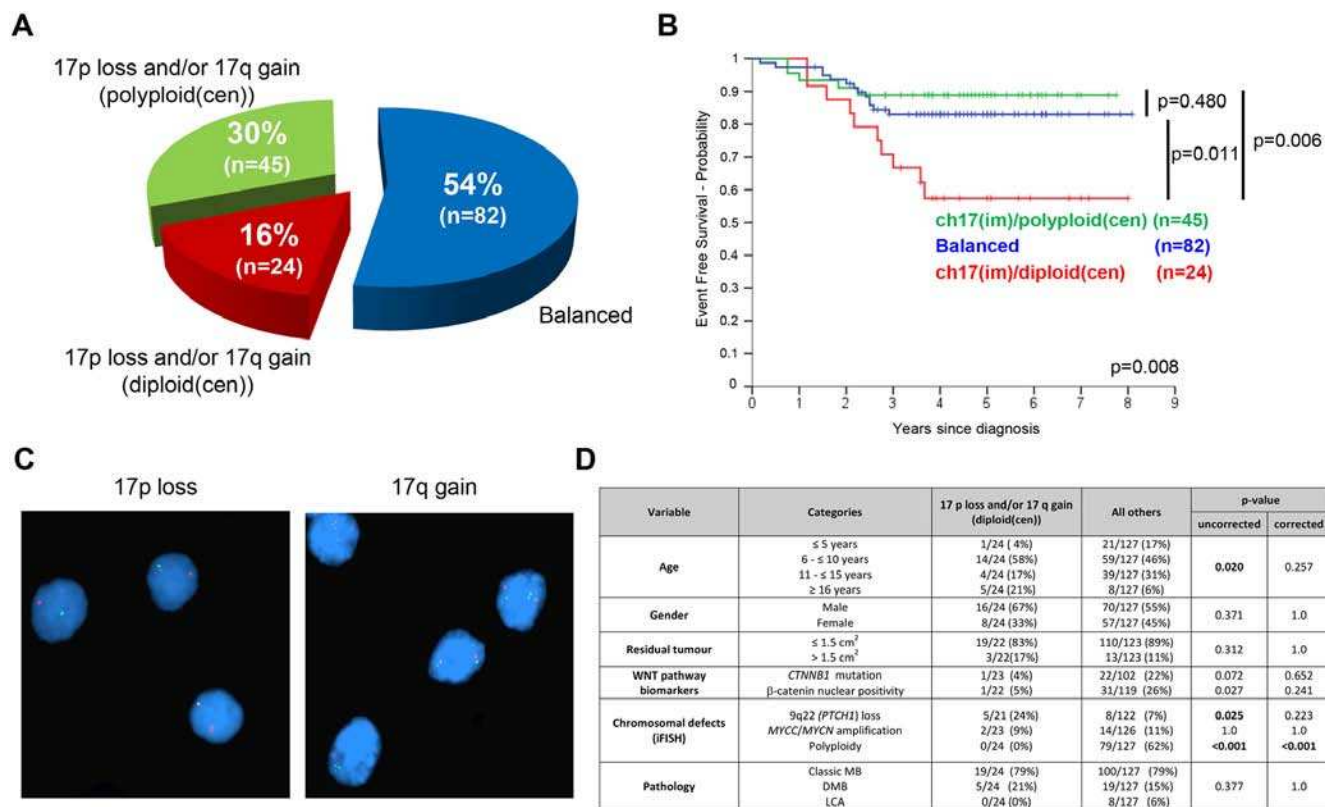 A
17p loss and/or 17q gain
(polyploid(cen))
30%
(n=45)
54%
(n=82)
16%
(n=24)
Balanced
17p loss and/or 17q gain
(diploid(cen))
B
Event Free Survival - Probability
1
0.9
0.8
0.7
0.6
0.5
0.4
0.3
0.2
0.1
0
0 1 2 3 4 5 6 7 8 9
Years since diagnosis
p=0.480
p=0.011
p=0.006
ch17(im)/polyploid(cen) (n=45)
Balanced (n=82)
ch17(im)/diploid(cen) (n=24)
p=0.008
C
17p loss
17q gain
D
Variable Categories 17 p loss and/or 17 q gain (diploid(cen)) All others p-value
uncorrected corrected
Age ≤ 5 years 1/24 ( 4%) 21/127 (17%) 0.020 0.257
6 - ≤ 10 years 14/24 (58%) 59/127 (46%)
11 - ≤ 15 years 4/24 (17%) 39/127 (31%)
≥ 16 years 5/24 (21%) 8/127 (6%)
Gender Male 16/24 (67%) 70/127 (55%) 0.371 1.0
Female 8/24 (33%) 57/127 (45%)
Residual tumour ≤ 1.5 cm² 19/22 (83%) 110/123 (89%) 0.312 1.0
> 1.5 cm² 3/22(17%) 13/123 (11%)
WNT pathway biomarkers CTNNB1 mutation 1/23 (4%) 22/102 (22%) 0.072 0.652
β-catenin nuclear positivity 1/22 (5%) 31/119 (26%) 0.027 0.241
Chromosomal defects (iFISH) 9q22 (PTCH1) loss 5/21 (24%) 8/122 (7%) 0.025 0.223
MYCC/MYCN amplification 2/23 (9%) 14/126 (11%) 1.0 1.0
Polyploidy 0/24 (0%) 79/127 (62%) <0.001 <0.001
Pathology Classic MB 19/24 (79%) 100/127 (79%) 0.377 1.0
DMB 5/24 (21%) 19/127 (15%)
LCA 0/24 (0%) 8/127 (6%)